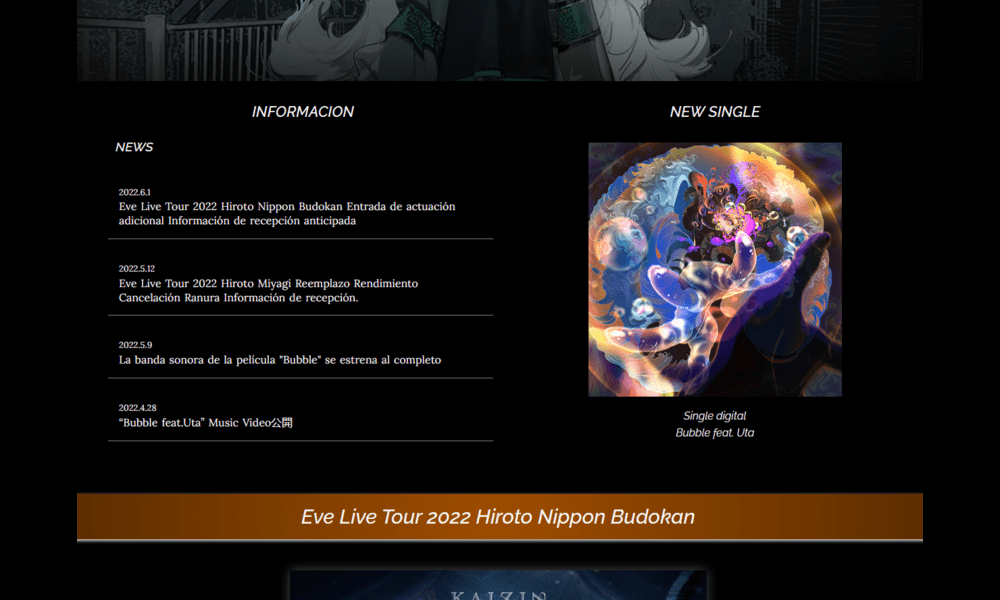 INFORMACION
NEWS
2022.6.1
Eve Live Tour 2022 Hiroto Nippon Budokan Entrada de actuación
adicional Información de recepción anticipada
2022.5.12
Eve Live Tour 2022 Hiroto Miyagi Reemplazo Rendimiento
Cancelación Ranura Información de recepción.
2022.5.9
La banda sonora de la película "Bubble" se estrena al completo
2022.4.28
“Bubble feat.Uta” Music Video公開
NEW SINGLE
Single digital
Bubble feat. Uta
Eve Live Tour 2022 Hiroto Nippon Budokan
KAIZIN